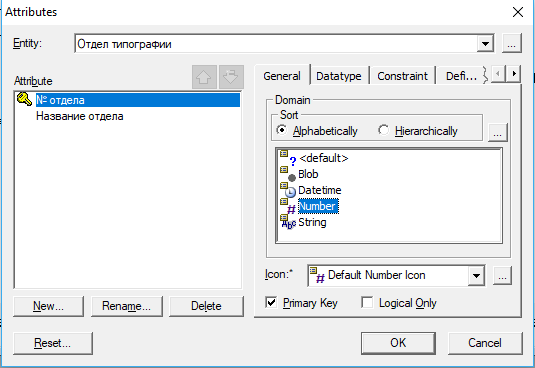 Attributes
Entity:
Отдел типографии
...
Attribute
№ отдела
Название отдела
New...
Rename...
Delete
Reset...
General
Datatype
Constraint
Defi...
Domain
Sort
Alphabetically
Hierarchically
...
<default>
Blob
Datetime
Number
String
Icon:*
Default Number Icon
...
Primary Key
Logical Only
OK
Cancel